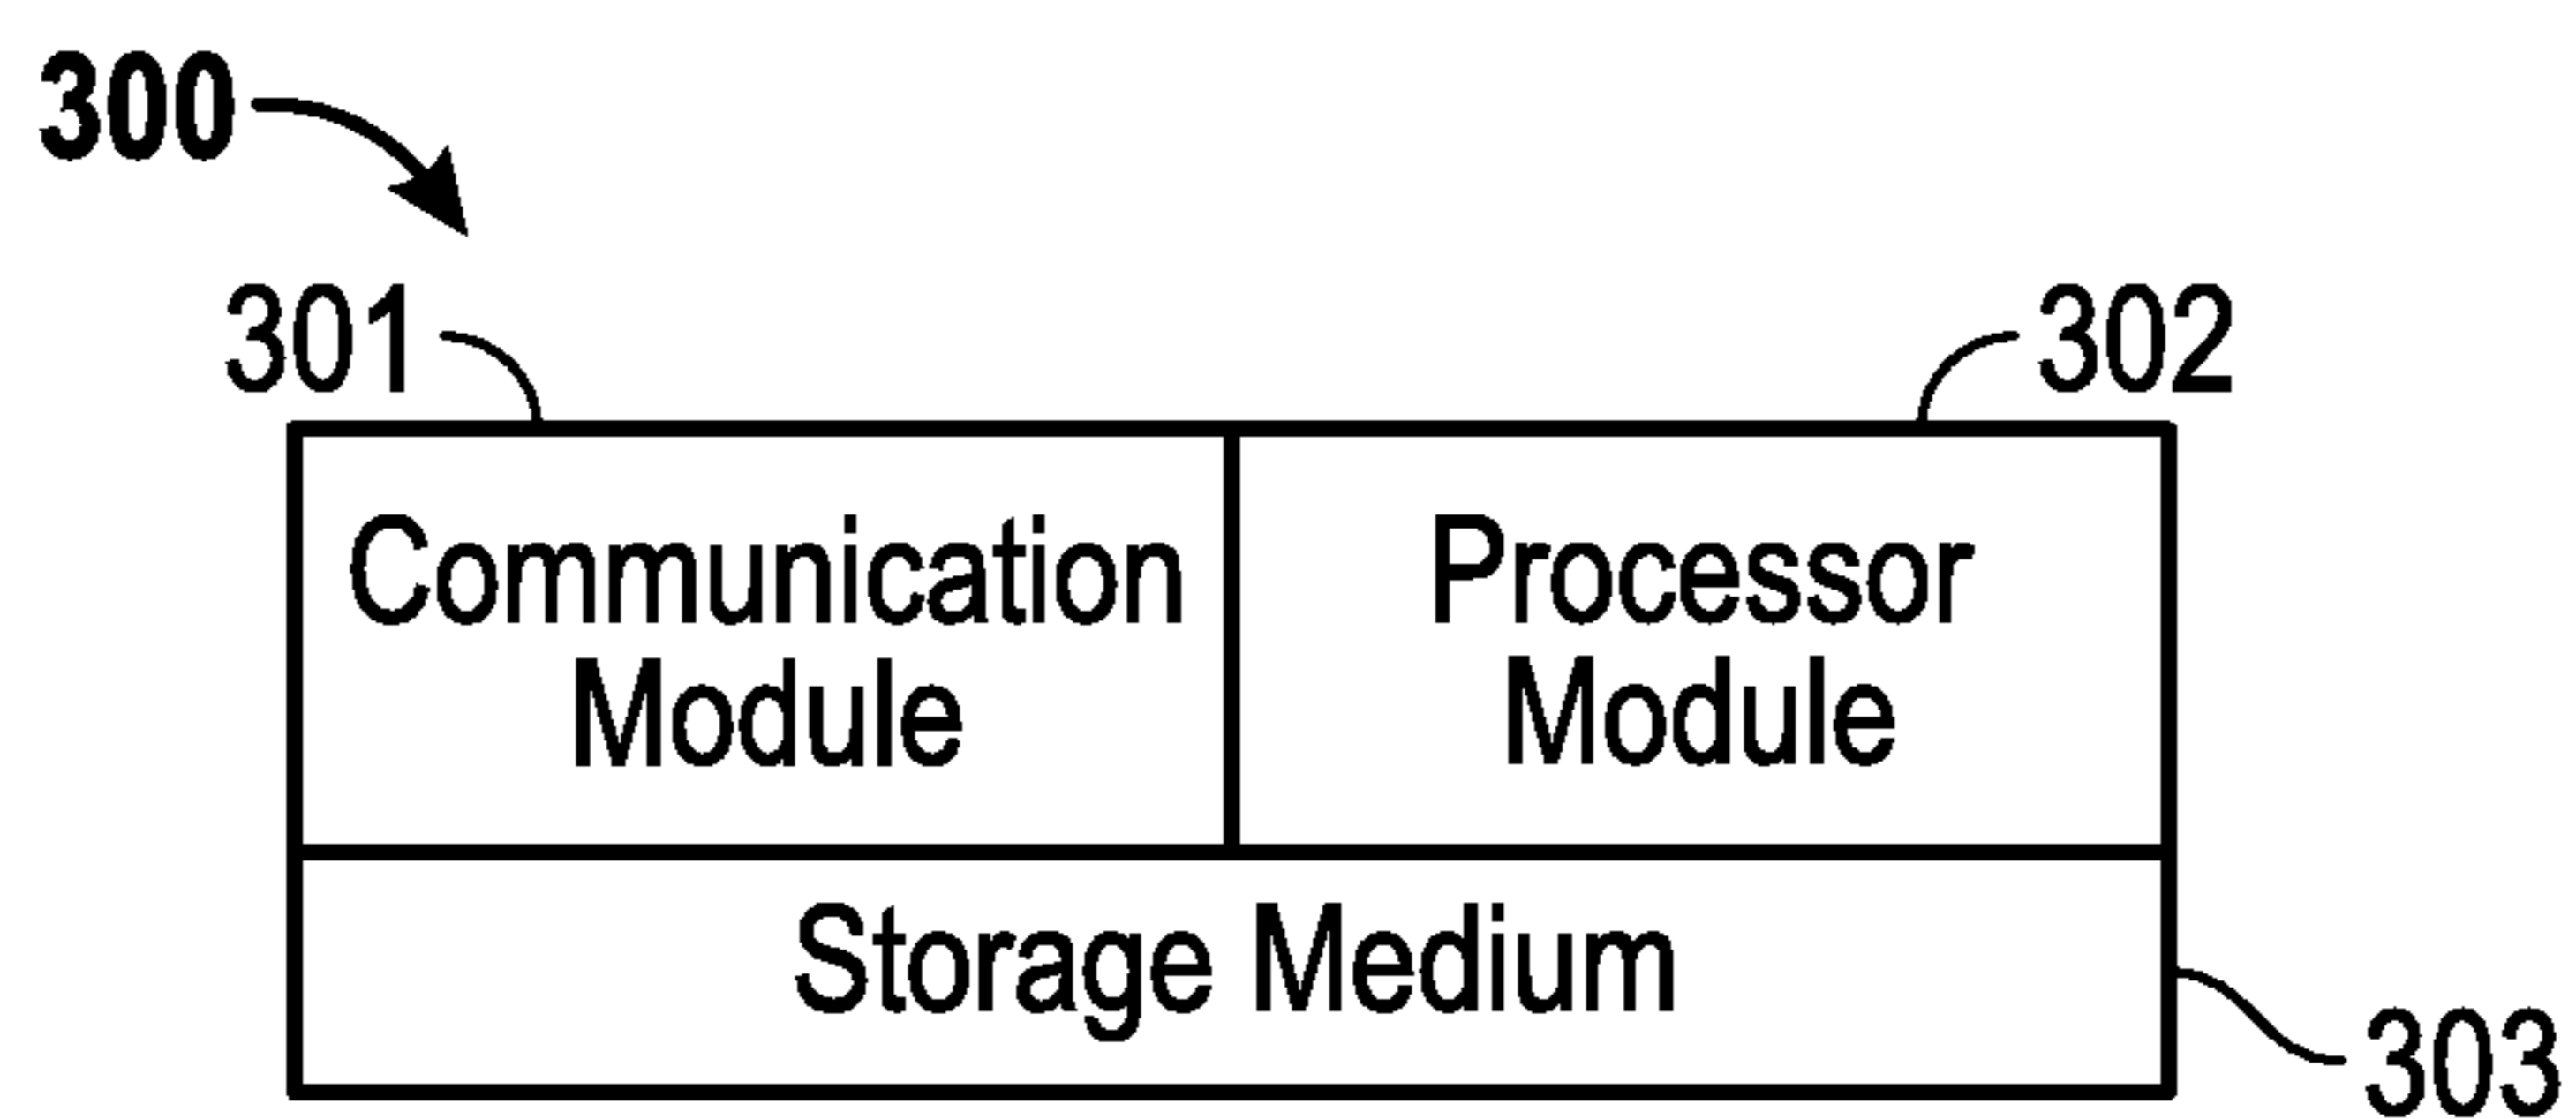 300
301
302
Communication
Module
Processor
Module
Storage Medium
303